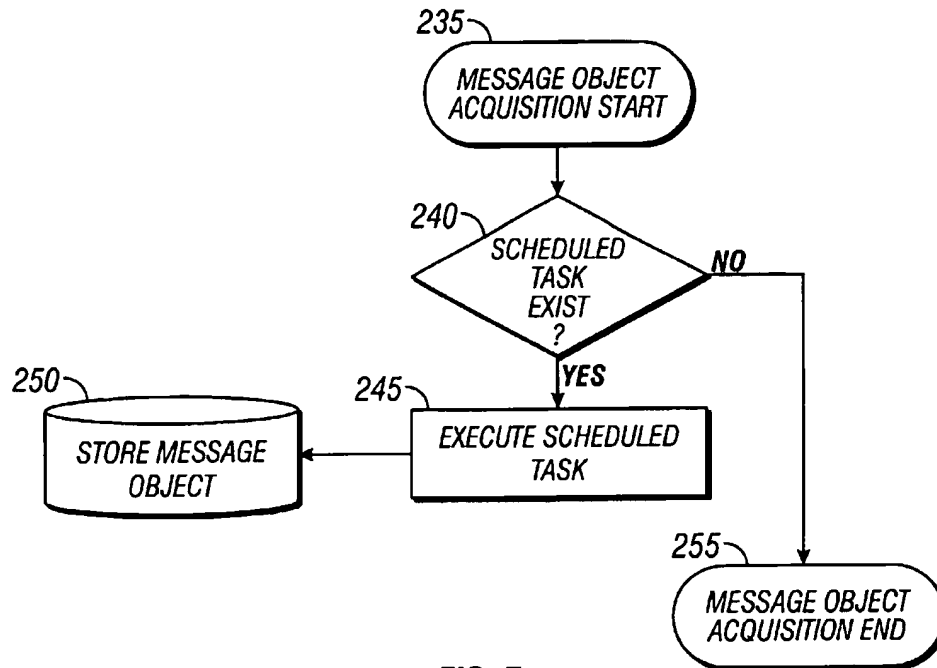 235
MESSAGE OBJECT
ACQUISITION START
240
SCHEDULED
TASK
EXIST
?
NO
YES
250
STORE MESSAGE
OBJECT
245
EXECUTE SCHEDULED
TASK
255
MESSAGE OBJECT
ACQUISITION END